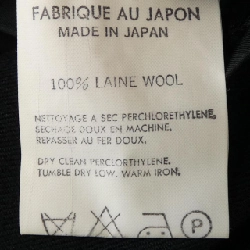 FABRIQUE AU JAPON
MADE IN JAPAN
100% LAINE WOOL
NETTOYAGE A SEC PERCHLORETHYLENE.
SECHAGE DOUX EN MACHINE.
REPASSER AU FER DOUX.
DRY CLEAN PERCLORTHYLENE.
TUMBLE DRY LOW. WARM IRON.
P